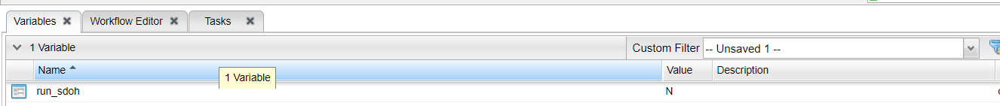 Variables Workflow Editor Tasks
1 Variable Custom Filter -- Unsaved 1 --
Name Value Description
1 Variable
run_sdoh N